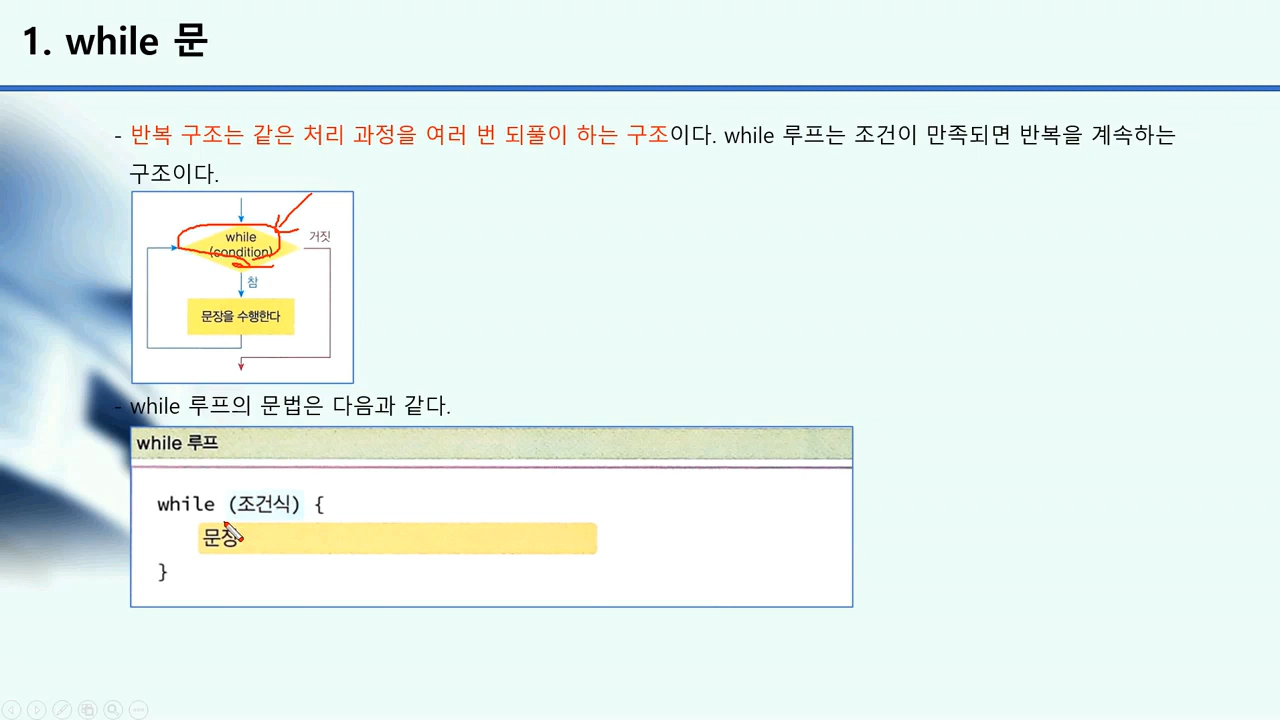 1. while 문
- 반복 구조는 같은 처리 과정을 여러 번 되풀이 하는 구조이다. while 루프는 조건이 만족되면 반복을 계속하는
구조이다.
while
(condition)
거짓
참
문장을 수행한다
- while 루프의 문법은 다음과 같다.
while 루프
while (조건식) {
문장
}